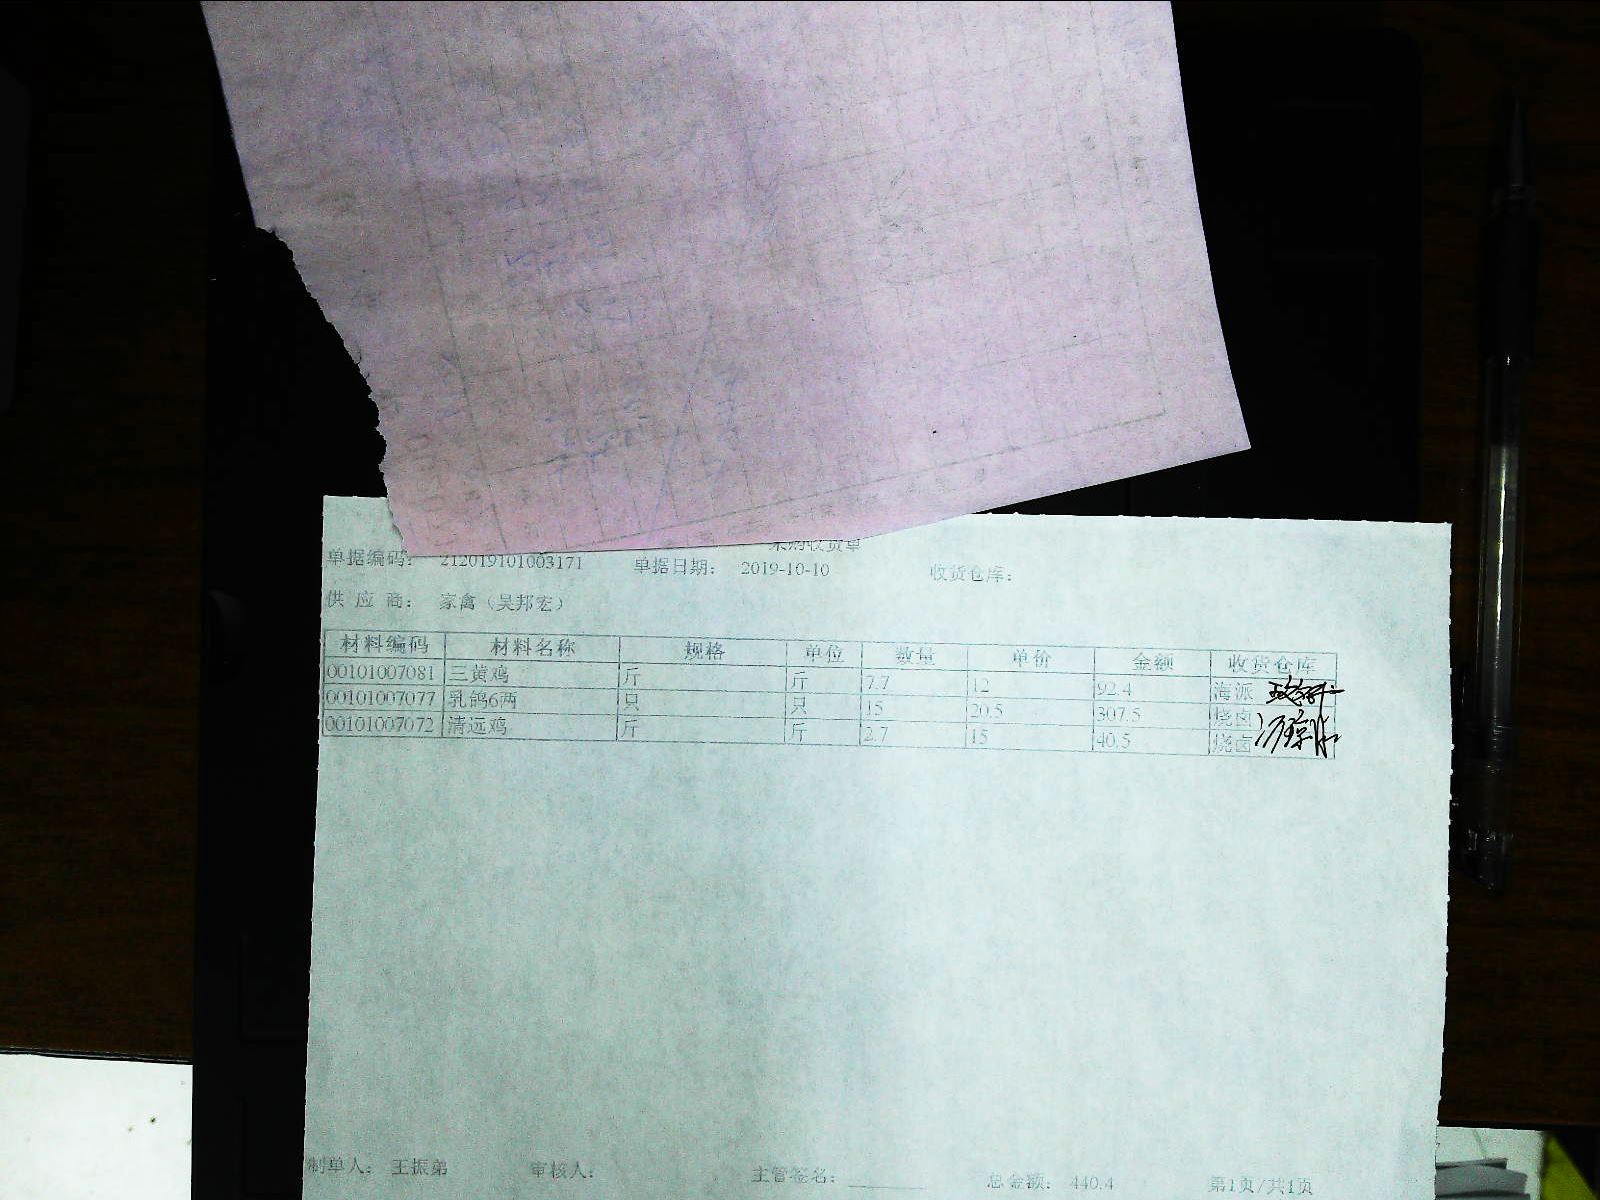 采购收货单
单据编码： 212019101003171 单据日期： 2019-10-10 收货仓库：
供 应 商： 家禽（吴邦宏）
材料编码 材料名称 规格 单位 数量 单价 金额 收货仓库
00101007081 三黄鸡 斤 斤 7.7 12 92.4 海派
00101007077 乳鸽6两 只 只 15 20.5 307.5 烧卤
00101007072 清远鸡 斤 斤 2.7 15 40.5 烧卤
制单人： 王振弟 审核人： 主管签名： 总金额： 440.4 第1页/共1页